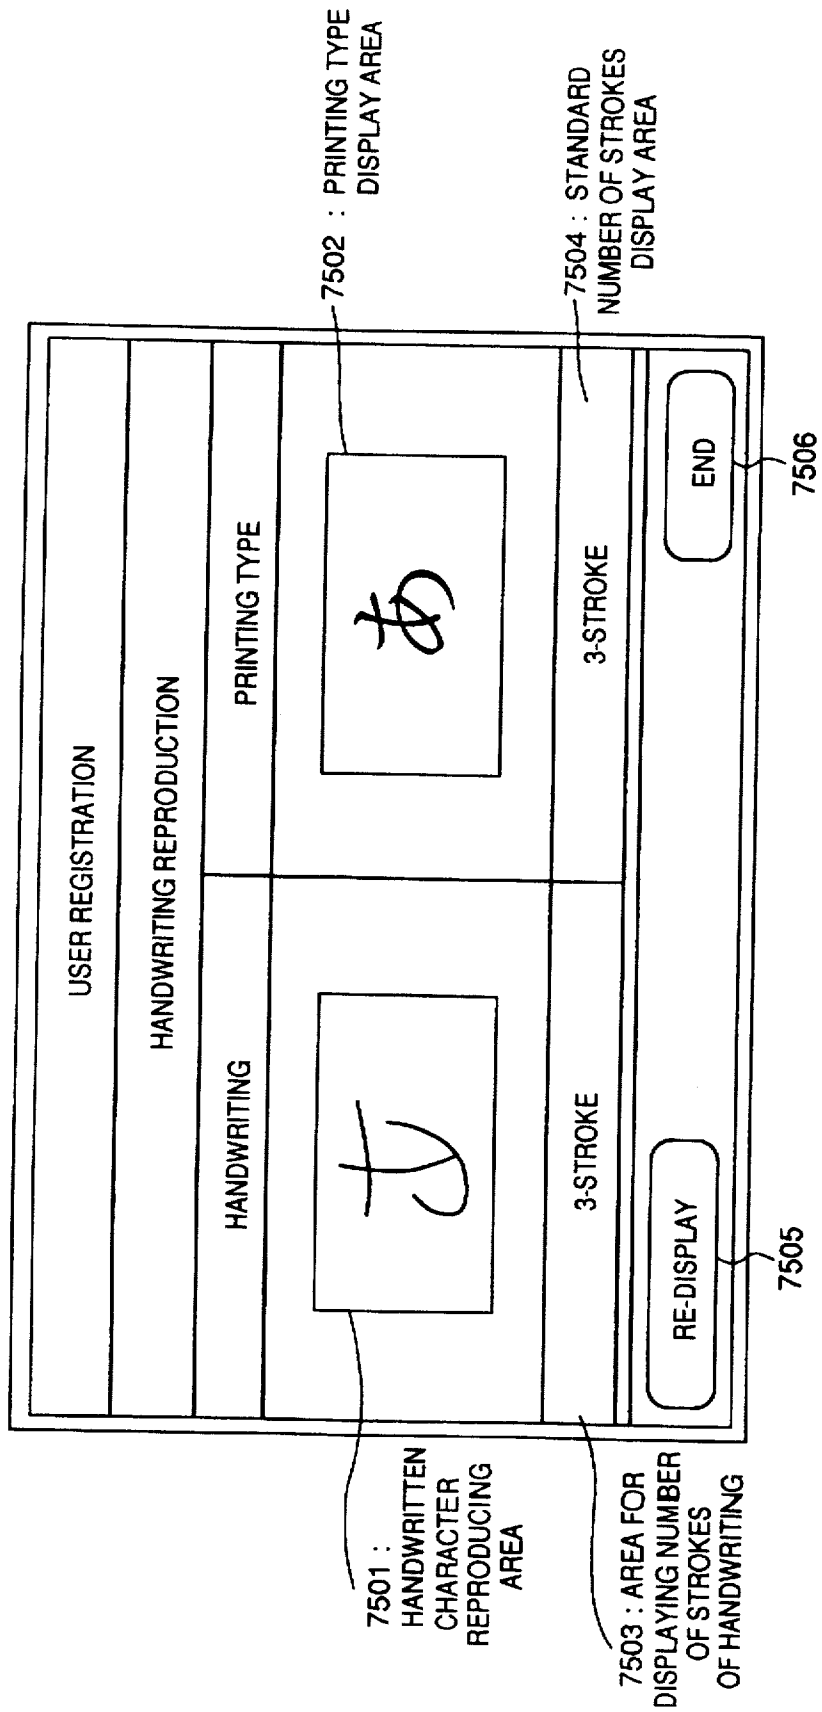 USER REGISTRATION
HANDWRITING REPRODUCTION
HANDWRITING
PRINTING TYPE
7501 :
HANDWRITTEN
CHARACTER
REPRODUCING
AREA
あ
7502 : PRINTING TYPE
DISPLAY AREA
7503 : AREA FOR
DISPLAYING NUMBER
OF STROKES
OF HANDWRITING
3-STROKE
3-STROKE
7504 : STANDARD
NUMBER OF STROKES
DISPLAY AREA
RE-DISPLAY
END
7505
7506